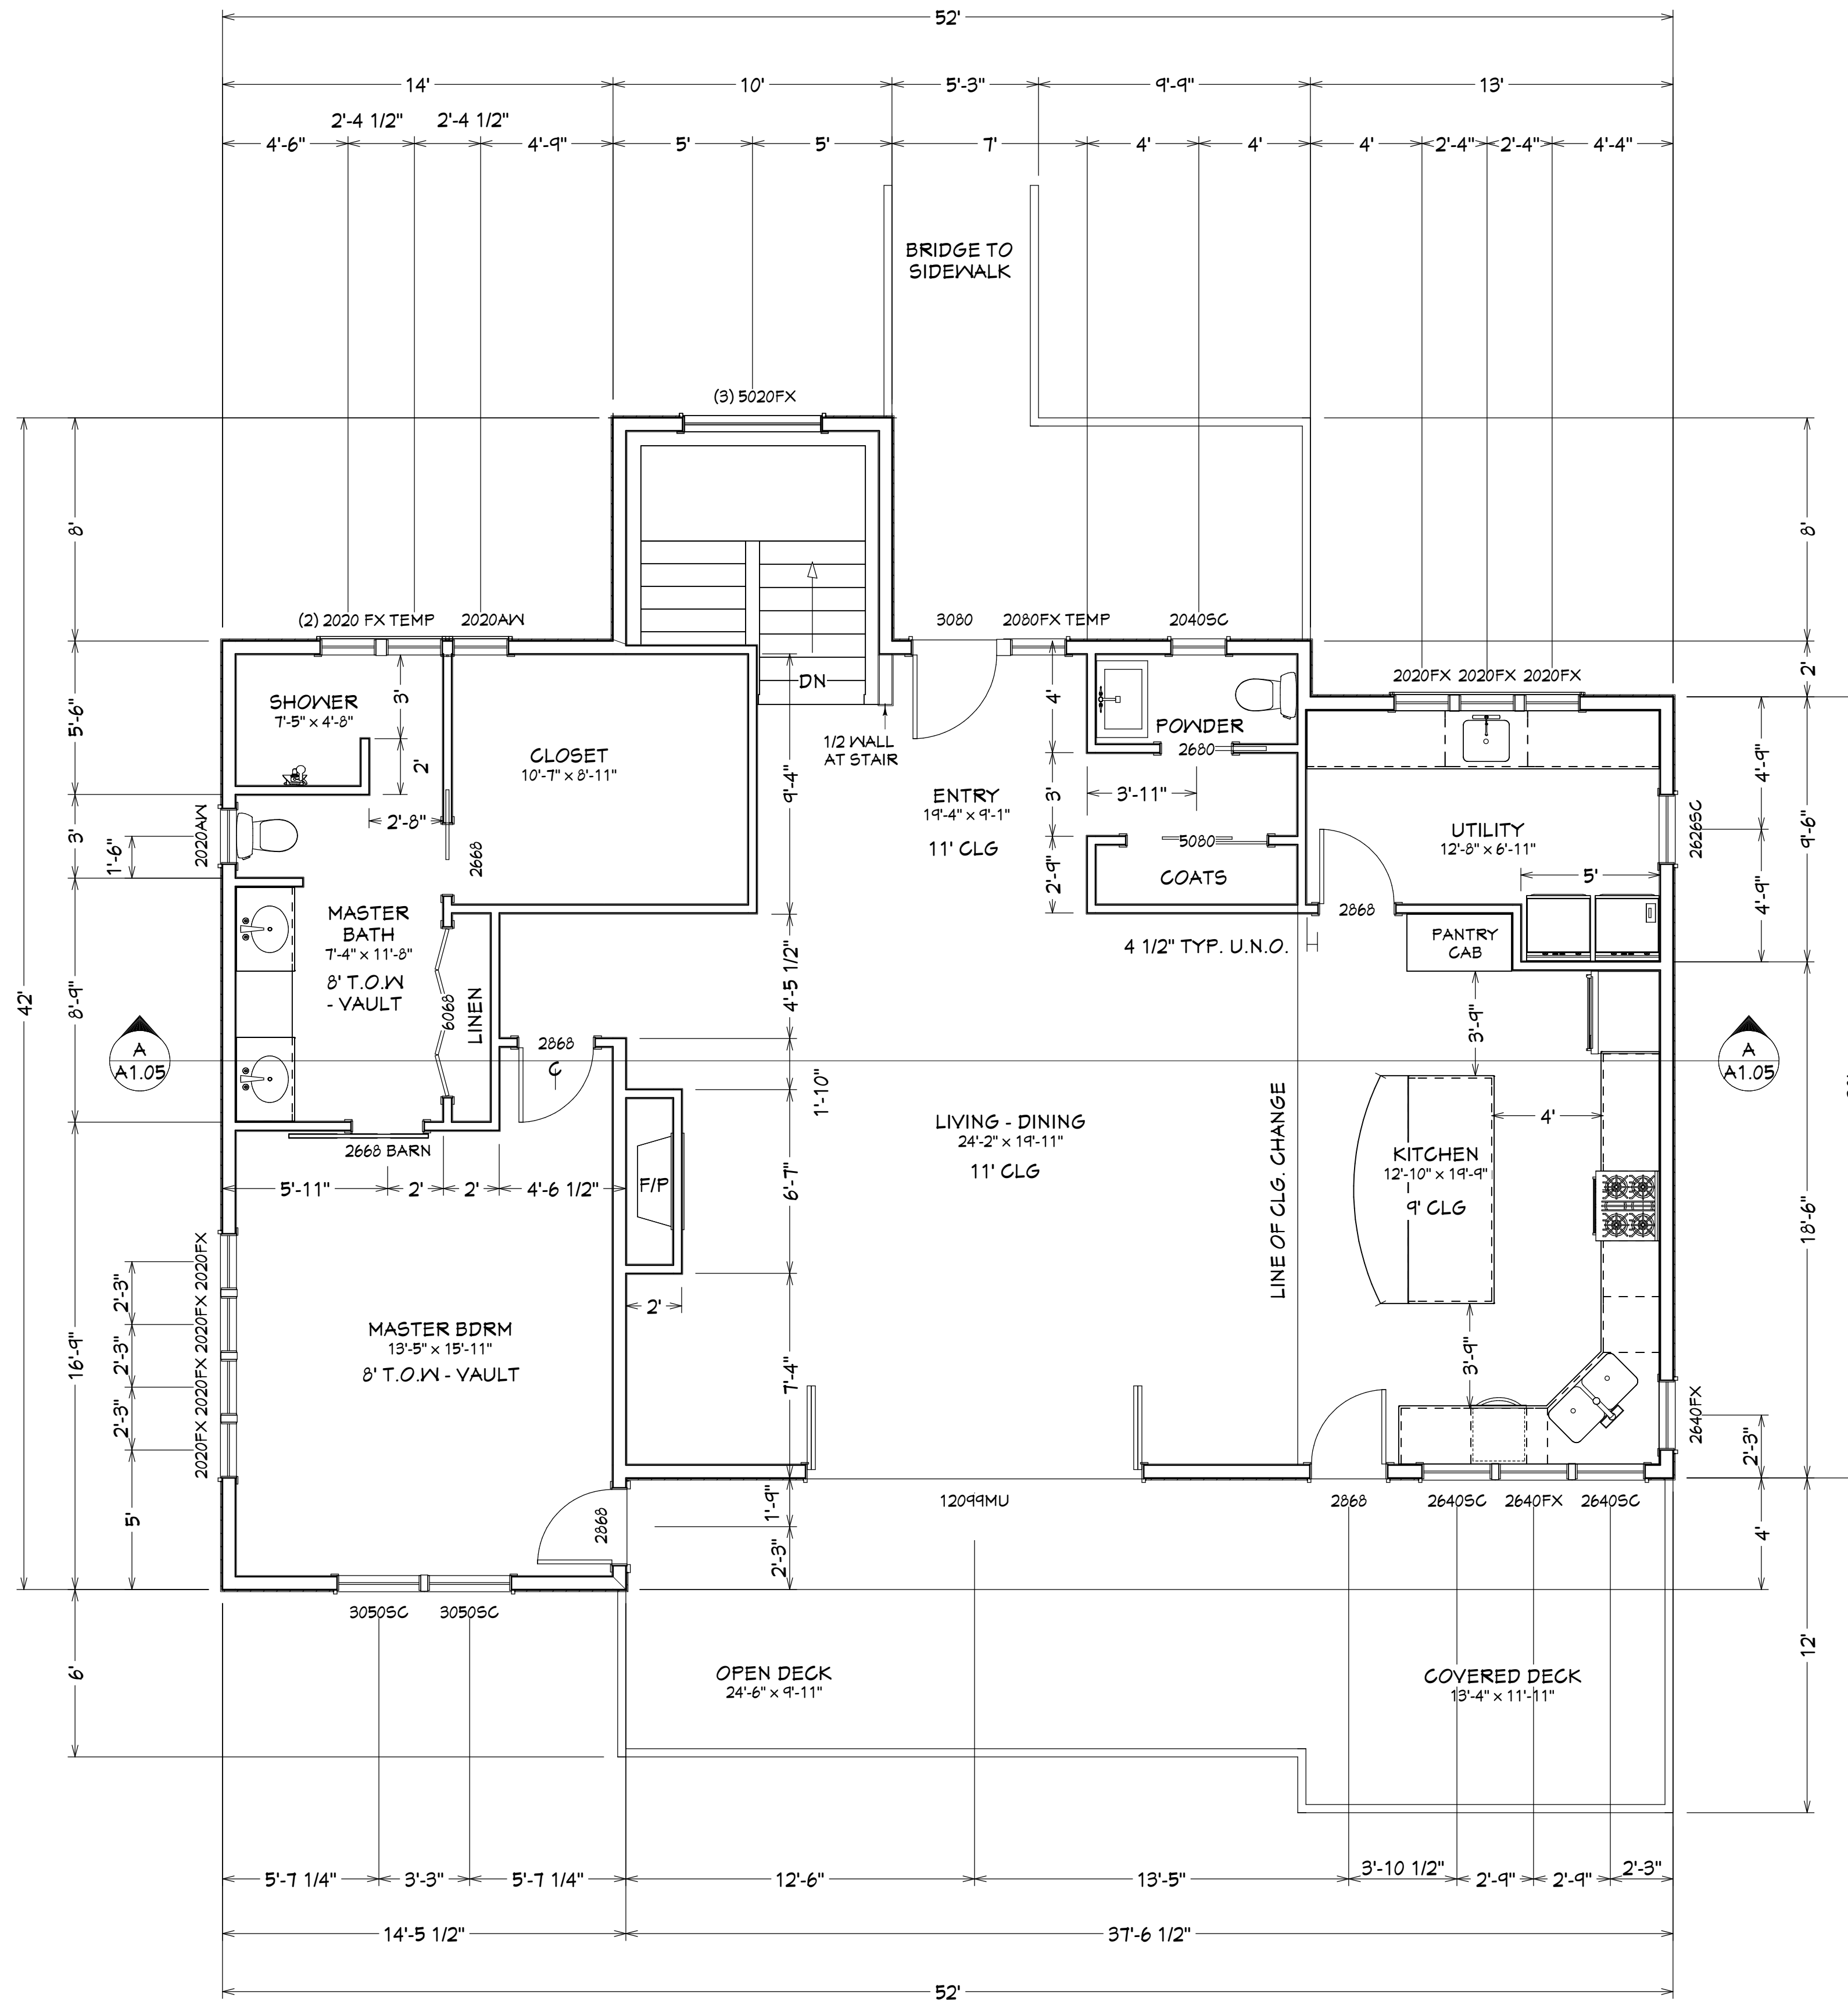 52'
14'
10'
5'-3"
9'-9"
13'
2'-4 1/2"
2'-4 1/2"
4'-6"
4'-9"
5'
5'
7'
4'
4'
4'
2'-4"
2'-4"
4'-4"
BRIDGE TO
SIDEWALK
(3) 5020FX
8'
8'
(2) 2020 FX TEMP
2020AW
3080
2080FX TEMP
2040SC
2'
2020FX 2020FX 2020FX
SHOWER
7'-5" x 4'-8"
3'
DN
4'
5'-6"
POWDER
2680
1/2 WALL
AT STAIR
CLOSET
10'-7" x 8'-11"
2'
9'-4"
4'-9"
ENTRY
19'-4" x 9'-1"
11' CLG
3'
3'-11"
2020AW
2'-8"
3'
1'-6"
2668
5080
UTILITY
12'-8" x 6'-11"
2626SC
9'-6"
COATS
2'-9"
5'
4'-9"
2868
MASTER
BATH
7'-4" x 11'-8"
8' T.O.W
- VAULT
4 1/2" TYP. U.N.O.
PANTRY
CAB
42'
8'-9"
4'-5 1/2"
6068
LINEN
3'-9"
2868
C
A
A1.05
A
A1.05
1'-10"
LIVING - DINING
24'-2" x 19'-11"
11' CLG
LINE OF CLG. CHANGE
4'
KITCHEN
12'-10" x 19'-9"
9' CLG
2668 BARN
5'-11"
2'
2'
4'-6 1/2"
F/P
6'-7"
18'-6"
2020FX 2020FX 2020FX 2020FX
2'-3"
2'-3"
2'-3"
2'
MASTER BDRM
13'-5" x 15'-11"
8' T.O.W - VAULT
16'-9"
7'-4"
3'-9"
2640FX
2'-3"
5'
2868
1'-9"
2'-3"
12099MU
2868
2640SC
2640FX
2640SC
4'
3050SC
3050SC
6'
OPEN DECK
24'-6" x 9'-11"
COVERED DECK
13'-4" x 11'-11"
12'
5'-7 1/4"
3'-3"
5'-7 1/4"
12'-6"
13'-5"
3'-10 1/2"
2'-9"
2'-9"
2'-3"
14'-5 1/2"
37'-6 1/2"
52'